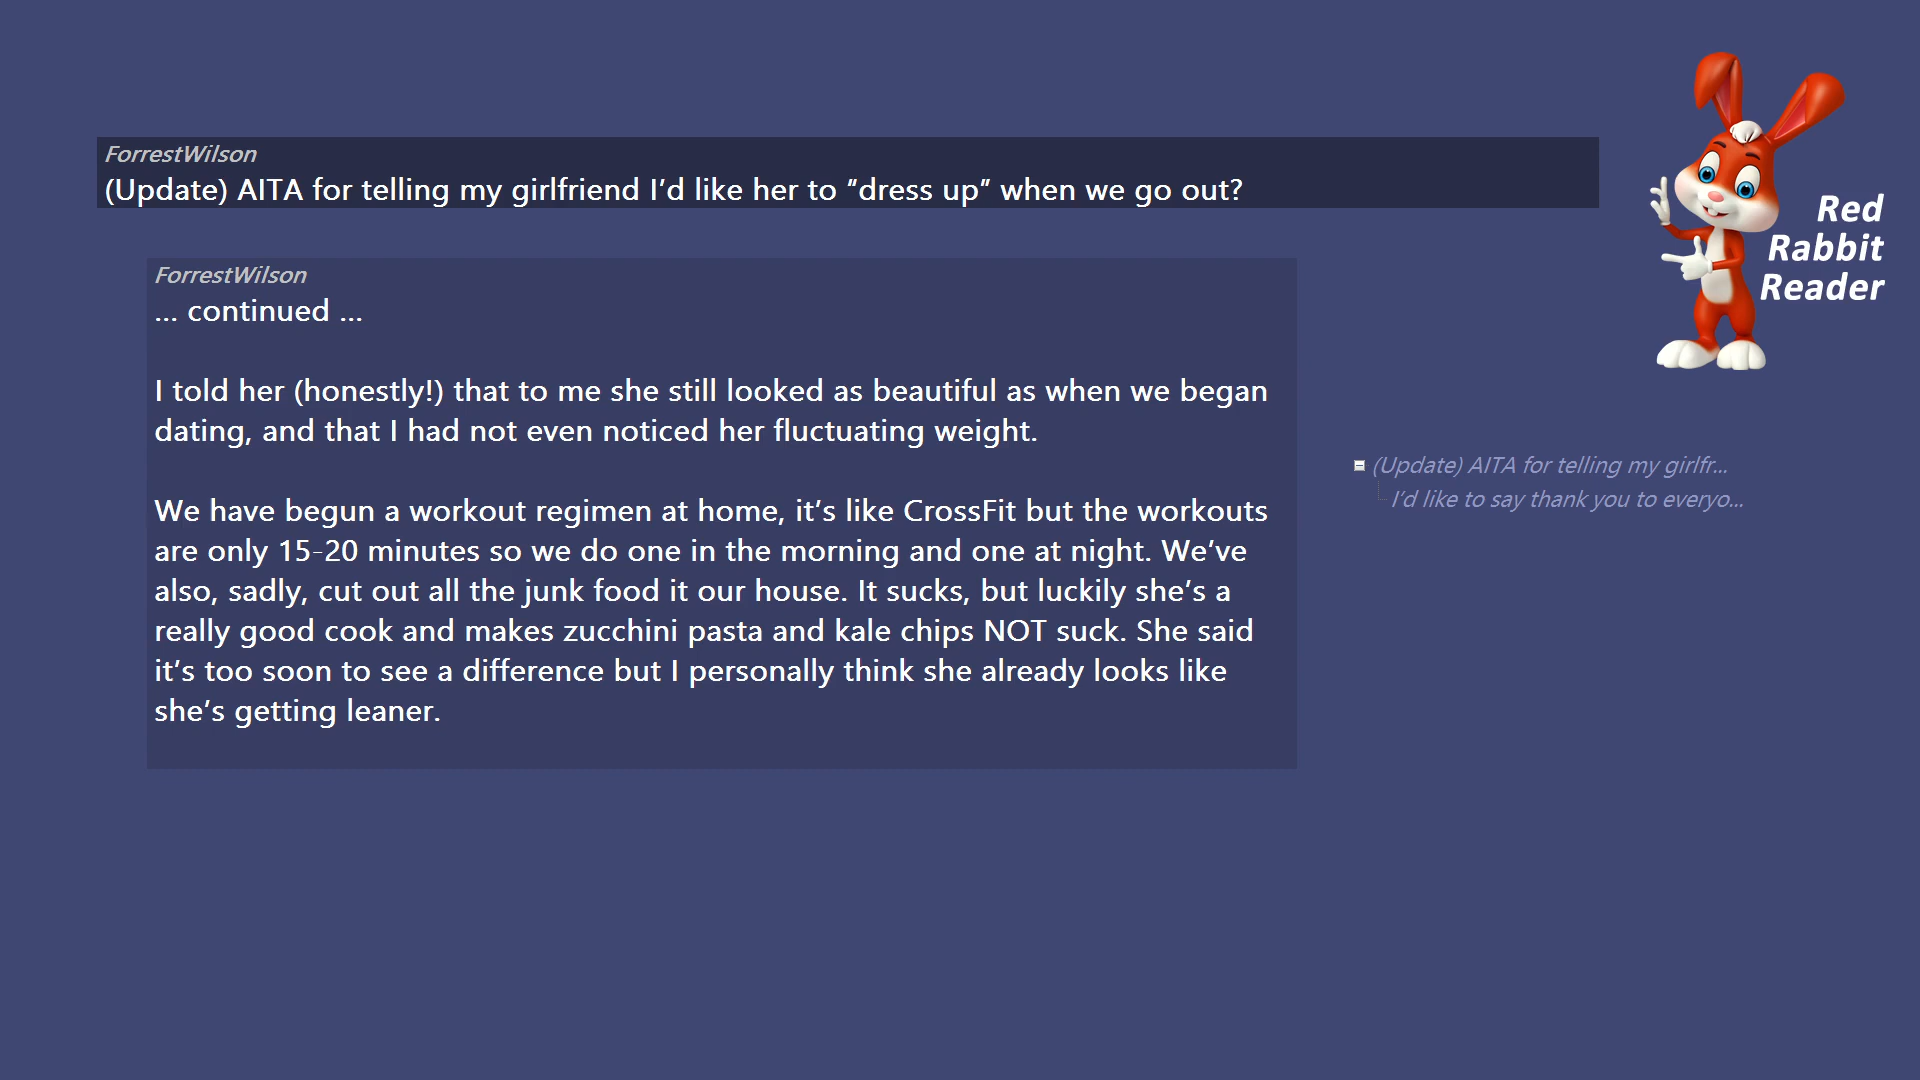 ForrestWilson
(Update) AITA for telling my girlfriend I’d like her to “dress up” when we go out?
ForrestWilson
... continued ...
I told her (honestly!) that to me she still looked as beautiful as when we began
dating, and that I had not even noticed her fluctuating weight.
We have begun a workout regimen at home, it’s like CrossFit but the workouts
are only 15-20 minutes so we do one in the morning and one at night. We’ve
also, sadly, cut out all the junk food it our house. It sucks, but luckily she’s a
really good cook and makes zucchini pasta and kale chips NOT suck. She said
it’s too soon to see a difference but I personally think she already looks like
she’s getting leaner.
Red
Rabbit
Reader
(Update) AITA for telling my girlfr...
I’d like to say thank you to everyo...